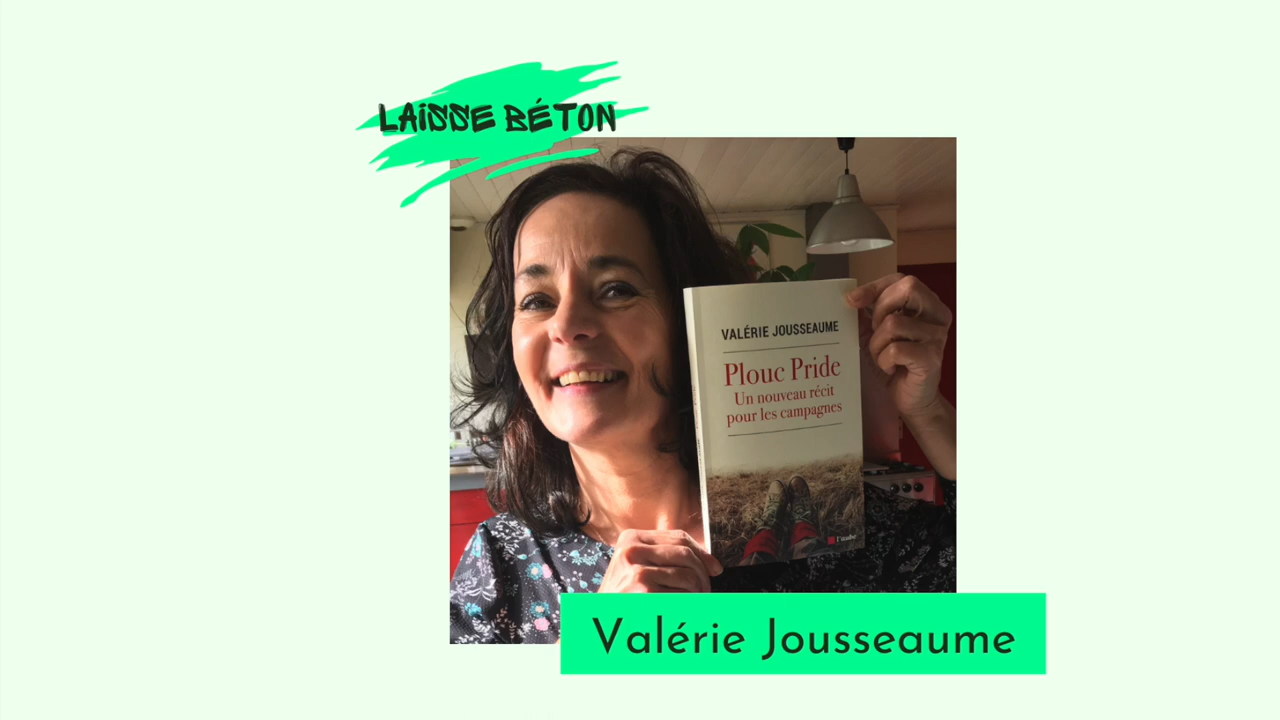 LAISSE BÉTON
VALÉRIE JOUSSEAUME
Plouc Pride
Un nouveau récit
pour les campagnes
l'aube
Valérie Jousseaume